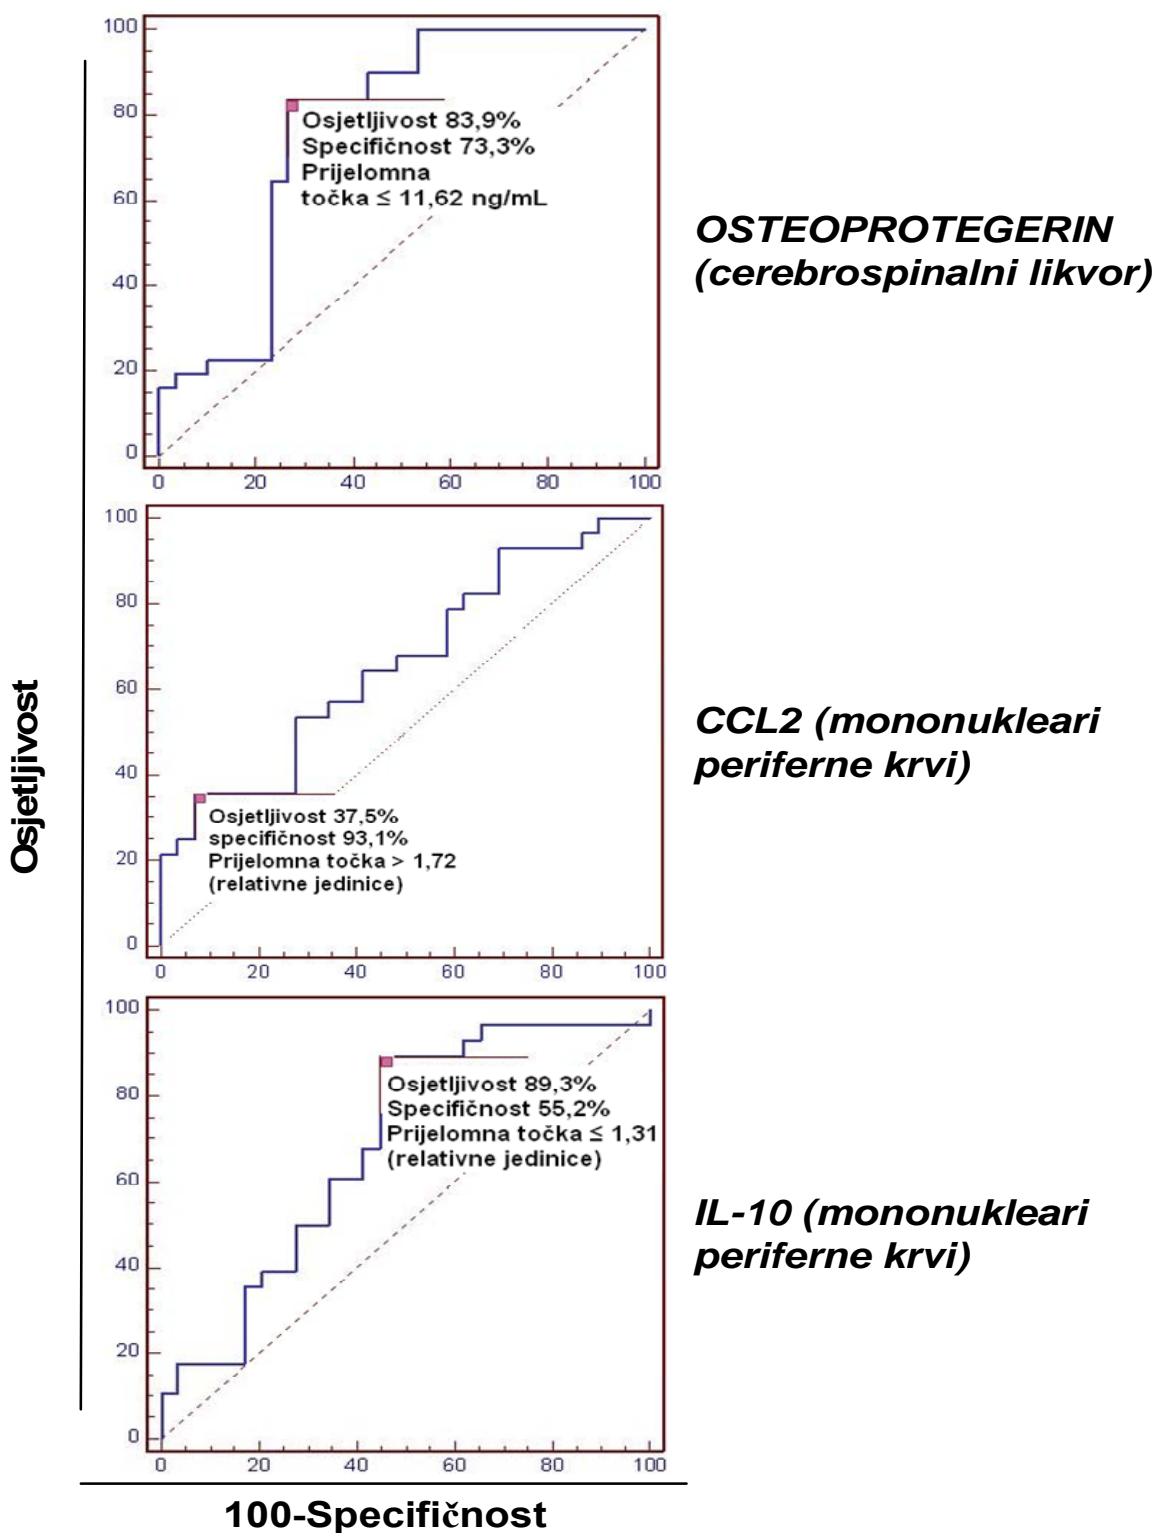 Osjetljivost
100
80
60
40
20
0
Osjetljivost 83,9%
Specifičnost 73,3%
Prijelomna
točka ≤ 11,62 ng/mL
0 20 40 60 80 100
OSTEOPROTEGERIN
(cerebrospinalni likvor)
100
80
60
40
20
0
Osjetljivost 37,5%
specifičnost 93,1%
Prijelomna točka > 1,72
(relativne jedinice)
0 20 40 60 80 100
CCL2 (mononukleari
periferne krvi)
100
80
60
40
20
0
Osjetljivost 89,3%
Specifičnost 55,2%
Prijelomna točka ≤ 1,31
(relativne jedinice)
0 20 40 60 80 100
IL-10 (mononukleari
periferne krvi)
100-Specifičnost